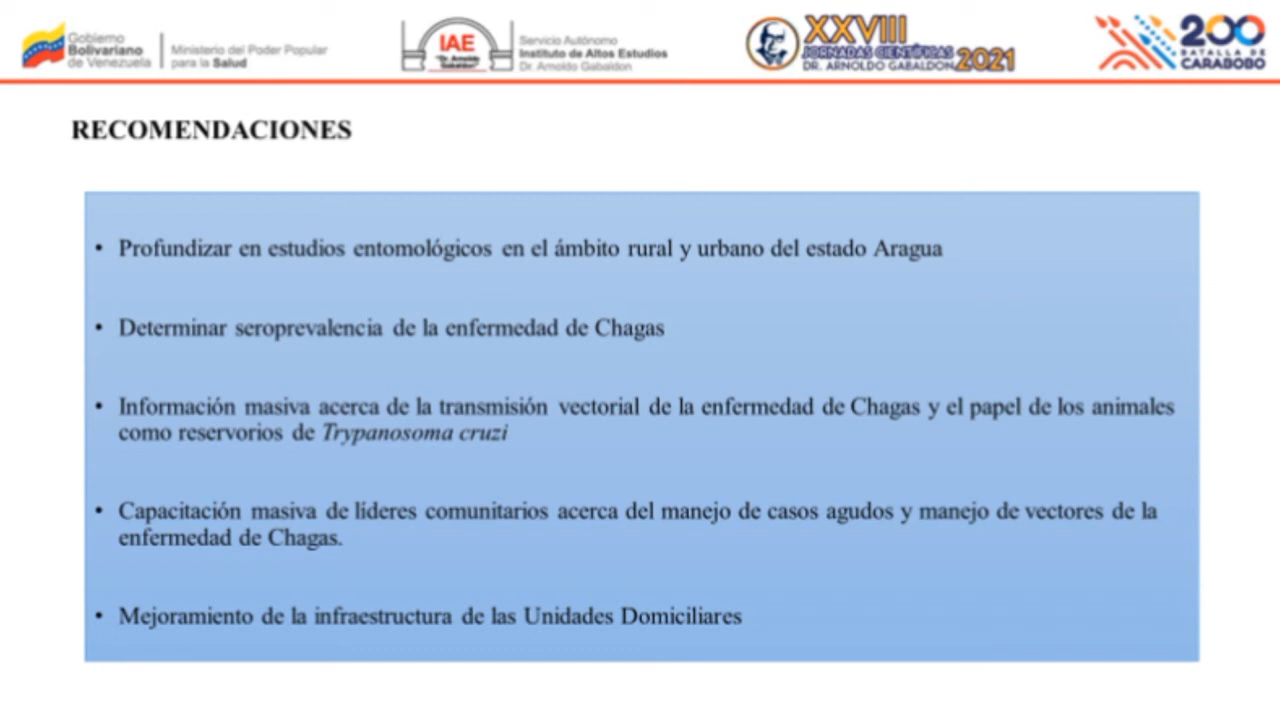 Gobierno
Bolivariano
de Venezuela
Ministerio del Poder Popular
para la Salud
IAE
"Dr. Arnoldo
Gabaldon"
Servicio Autónomo
Instituto de Altos Estudios
Dr. Arnoldo Gabaldon
XXVIII
JORNADAS CIENTÍFICAS
DR. ARNOLDO GABALDON 2021
200
BATALLA DE
CARABOBO
RECOMENDACIONES
• Profundizar en estudios entomológicos en el ámbito rural y urbano del estado Aragua
• Determinar seroprevalencia de la enfermedad de Chagas
• Información masiva acerca de la transmisión vectorial de la enfermedad de Chagas y el papel de los animales
como reservorios de Trypanosoma cruzi
• Capacitación masiva de líderes comunitarios acerca del manejo de casos agudos y manejo de vectores de la
enfermedad de Chagas.
• Mejoramiento de la infraestructura de las Unidades Domiciliares